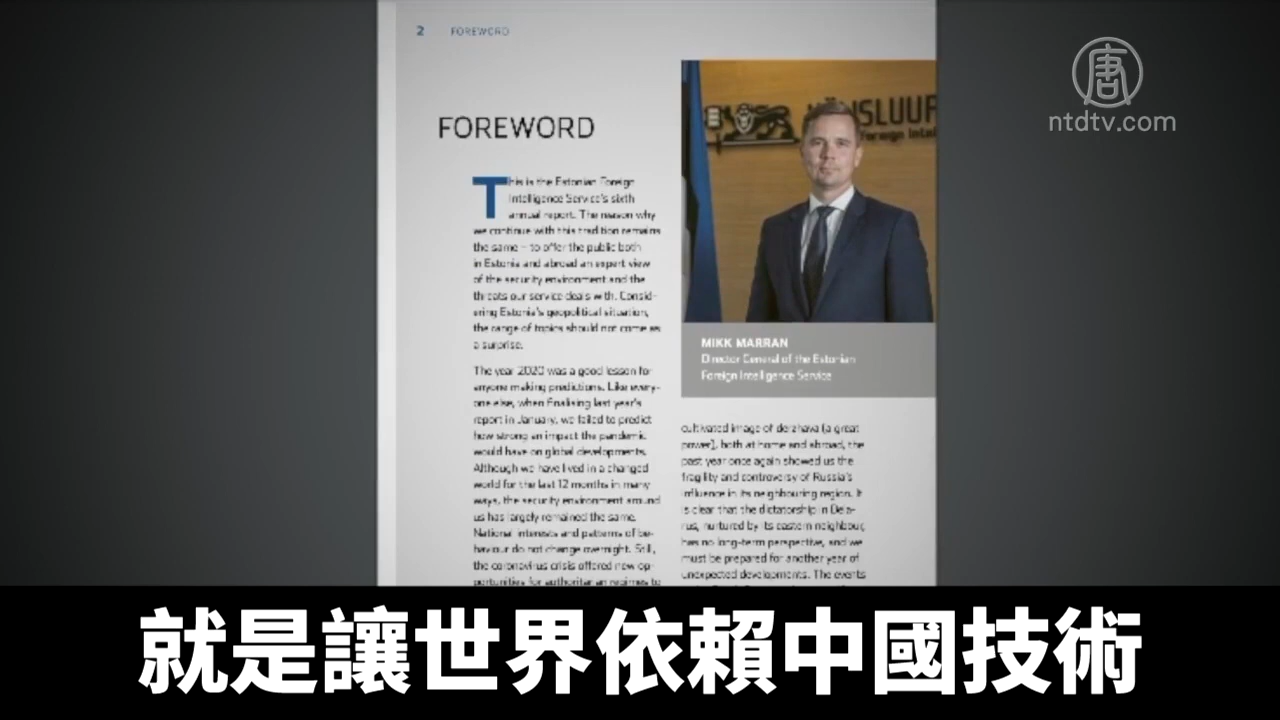 2 FOREWORD
唐
ntdtv.com
FOREWORD
This is the Estonian Foreign
Intelligence Service's sixth
annual report. The reason why
we continue with this tradition remains
the same – to offer the public both
in Estonia and abroad an expert view
of the security environment and the
threats our service deals with. Consid-
ering Estonia's geopolitical situation,
the range of topics should not come as
a surprise.
The year 2020 was a good lesson for
anyone making predictions. Like every-
one else, when finalising last year's
report in January, we failed to predict
how strong an impact the pandemic
would have on global developments.
Although we have lived in a changed
world for the last 12 months in many
ways, the security environment around
us has largely remained the same.
National interests and patterns of be-
haviour do not change overnight. Still,
the coronavirus crisis offered new op-
portunities for authoritarian regimes to
SLUUR
Foreign Intel
MIKK MARRAN
Director General of the Estonian
Foreign Intelligence Service
cultivated image of derzhava (a great
power), both at home and abroad, the
past year once again showed us the
fragility and controversy of Russia's
influence in its neighbouring region. It
is clear that the dictatorship in Bela-
rus, nurtured by its eastern neighbour,
has no long-term perspective, and we
must be prepared for another year of
unexpected developments. The events
就是讓世界依賴中國技術